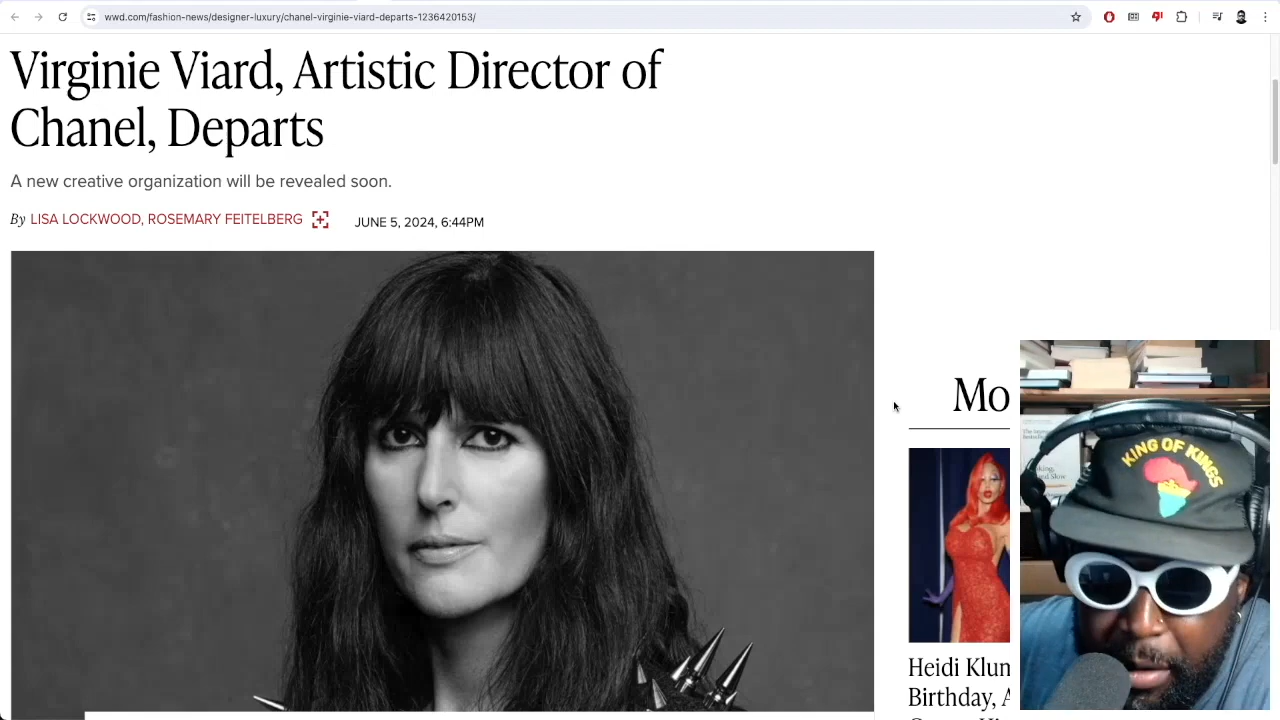 wwd.com/fashion-news/designer-luxury/chanel-virginie-viard-departs-1236420153/
Virginie Viard, Artistic Director of
Chanel, Departs
A new creative organization will be revealed soon.
By LISA LOCKWOOD, ROSEMARY FEITELBERG
JUNE 5, 2024, 6:44PM
Mo
KING OF KINGS
Heidi Klum
Birthday, A